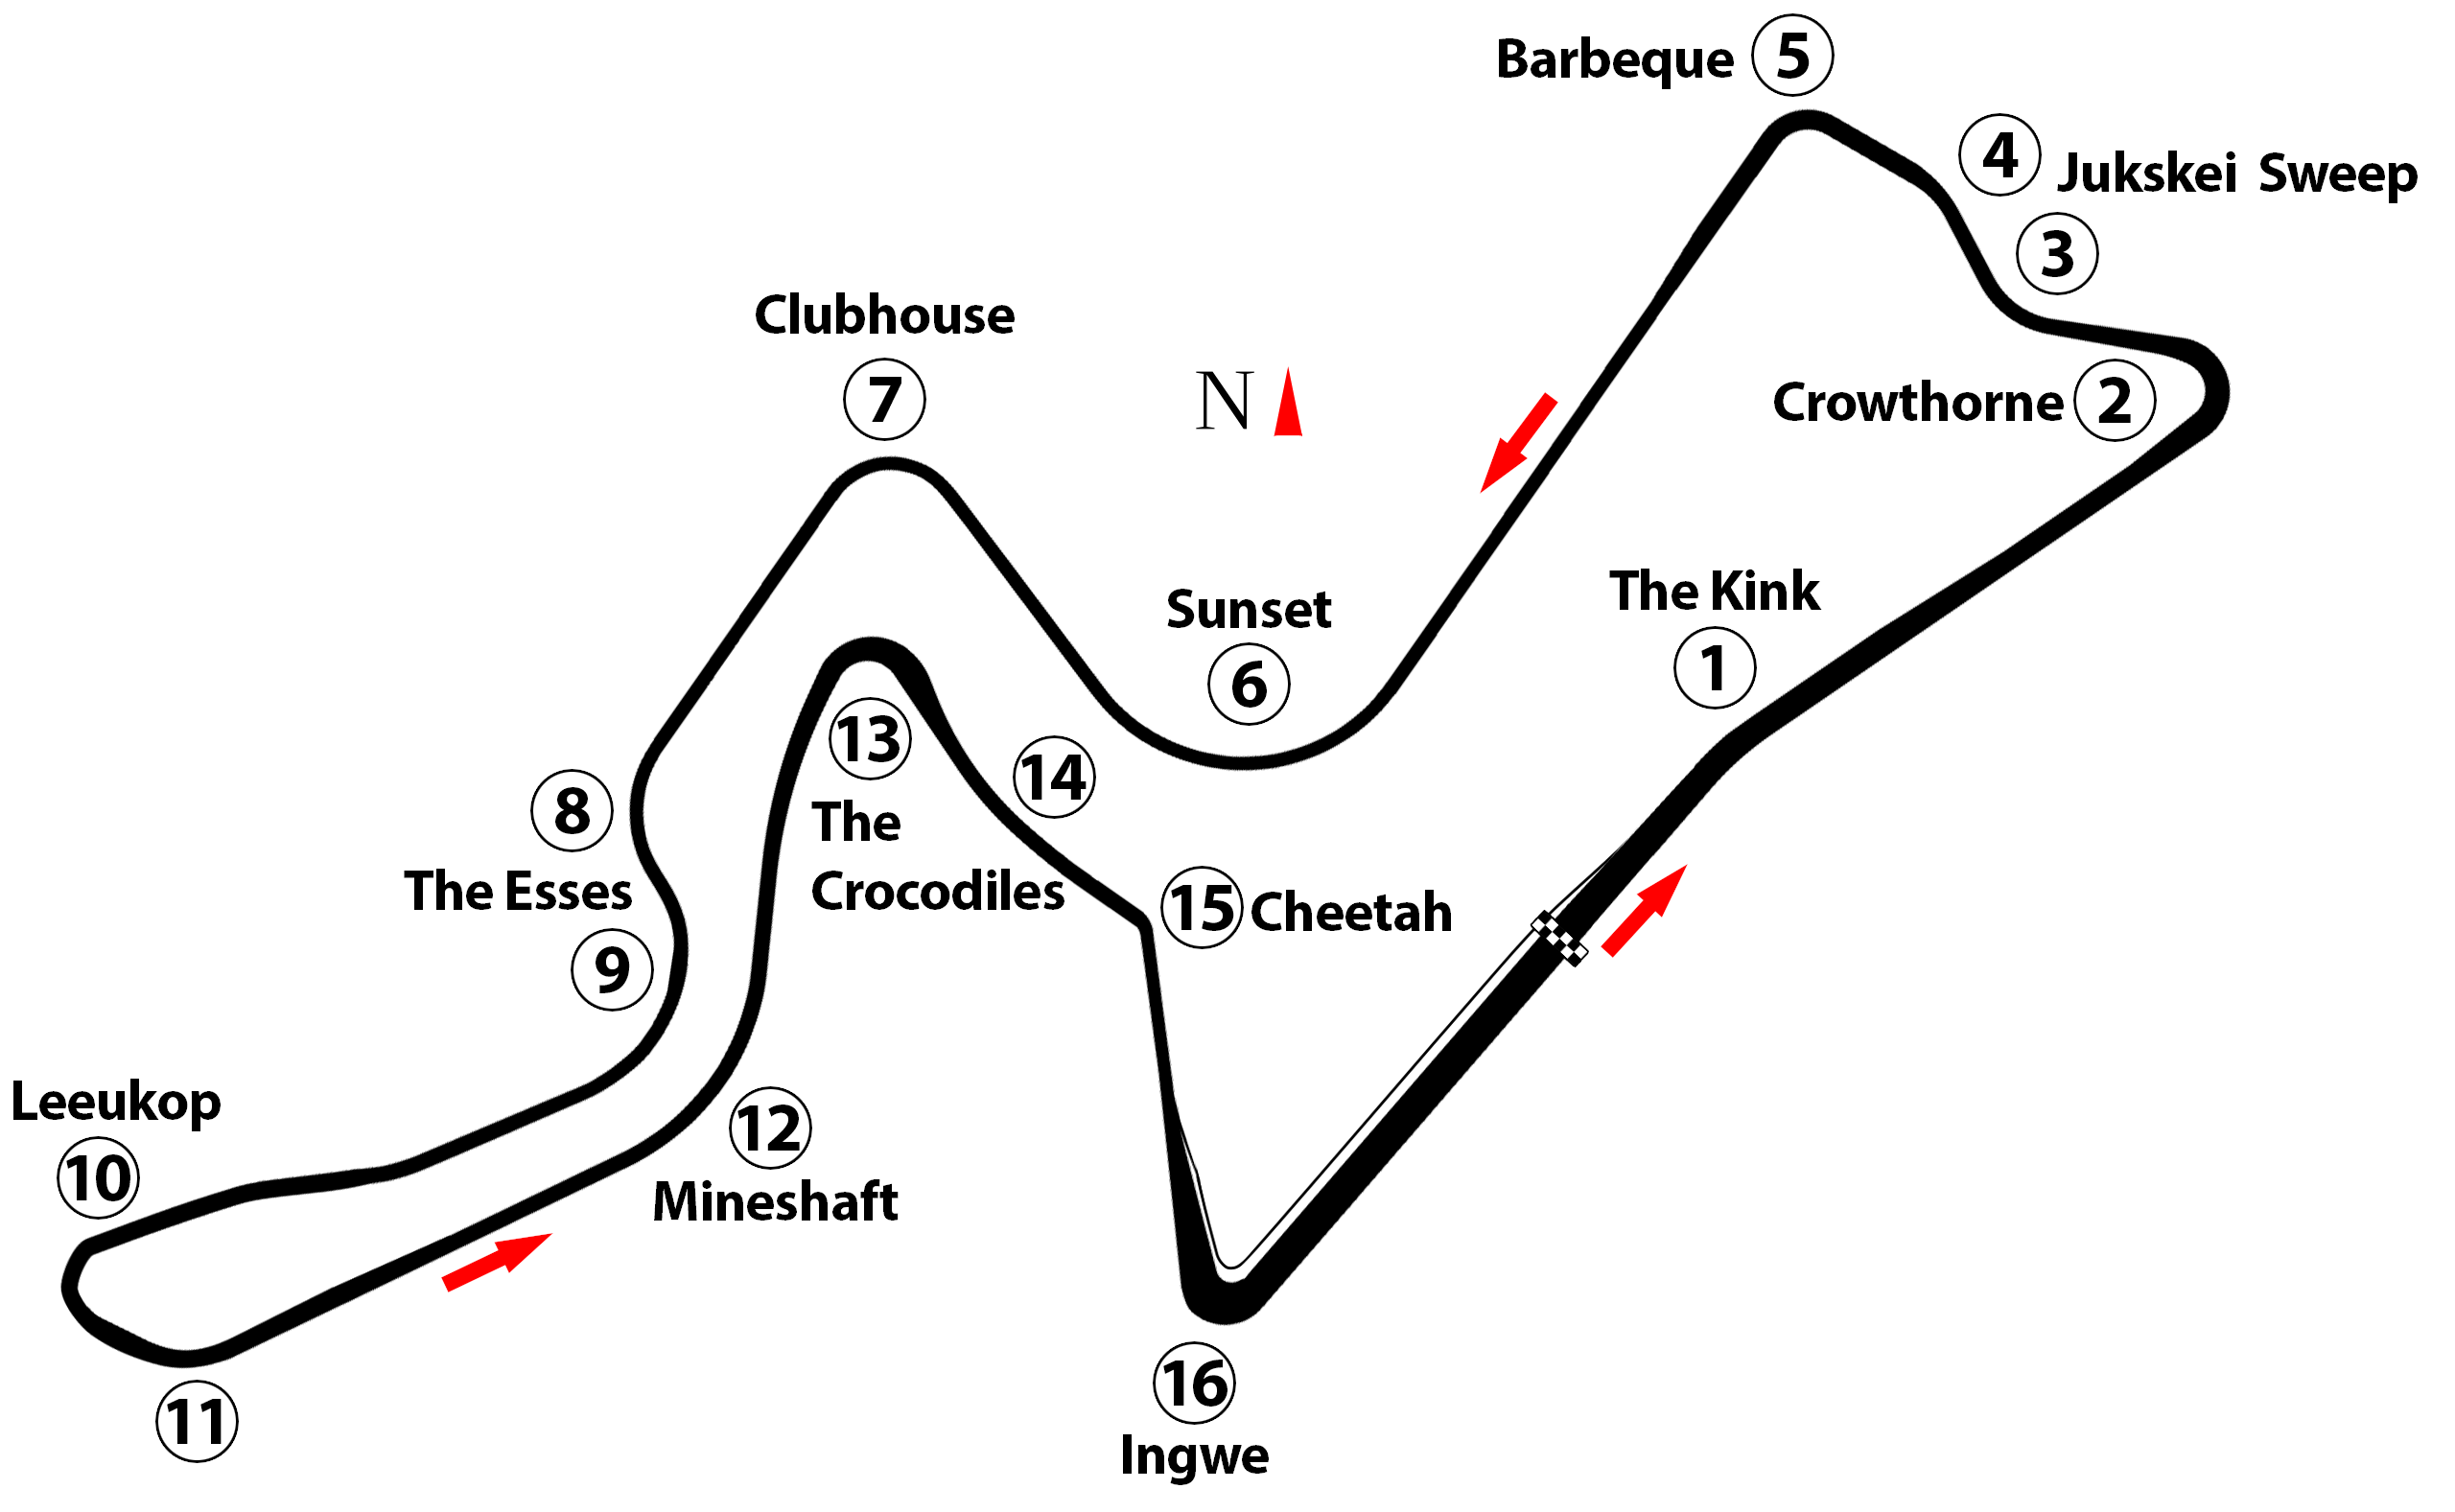 Barbeque 5
4 Jukskei Sweep
3
Clubhouse
7
N
Crowthorne 2
The Kink
1
Sunset
6
13
14
The
Crocodiles
8
The Esses
9
15 Cheetah
Leeukop
10
12
Mineshaft
11
16
Ingwe